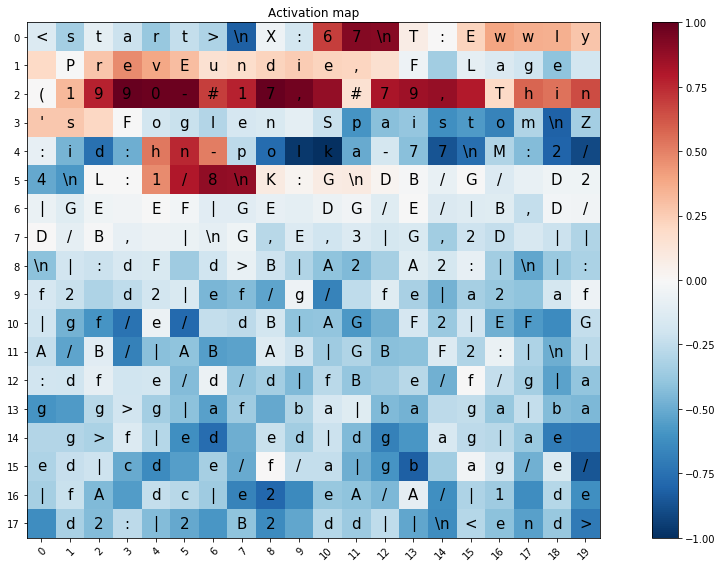 Activation map
0 < s t a r t > \n X : 6 7 \n T : E w w l y
1 P r e v E u n d i e , F L a g e
2 ( 1 9 9 0 - # 1 7 , # 7 9 , T h i n
3 ' s F o g l e n S p a i s t o m \n Z
4 : i d : h n - p o l k a - 7 7 \n M : 2 /
5 4 \n L : 1 / 8 \n K : G \n D B / G / D 2
6 | G E E F | G E D G / E / | B , D /
7 D / B , | \n G , E , 3 | G , 2 D | |
8 \n | : d F d > B | A 2 A 2 : | \n | :
9 f 2 d 2 | e f / g / f e | a 2 a f
10 | g f / e / d B | A G F 2 | E F G
11 A / B / | A B A B | G B F 2 : | \n |
12 : d f e / d / d | f B e / f / g | a
13 g g > g | a f b a | b a g a | b a
14 g > f | e d e d | d g a g | a e
15 e d | c d e / f / a | g b a g / e /
16 | f A d c | e 2 e A / A / | 1 d e
17 d 2 : | 2 B 2 d d | | \n < e n d >
0 1 2 3 4 5 6 7 8 9 10 11 12 13 14 15 16 17 18 19
1.00
0.75
0.50
0.25
0.00
−0.25
−0.50
−0.75
−1.00